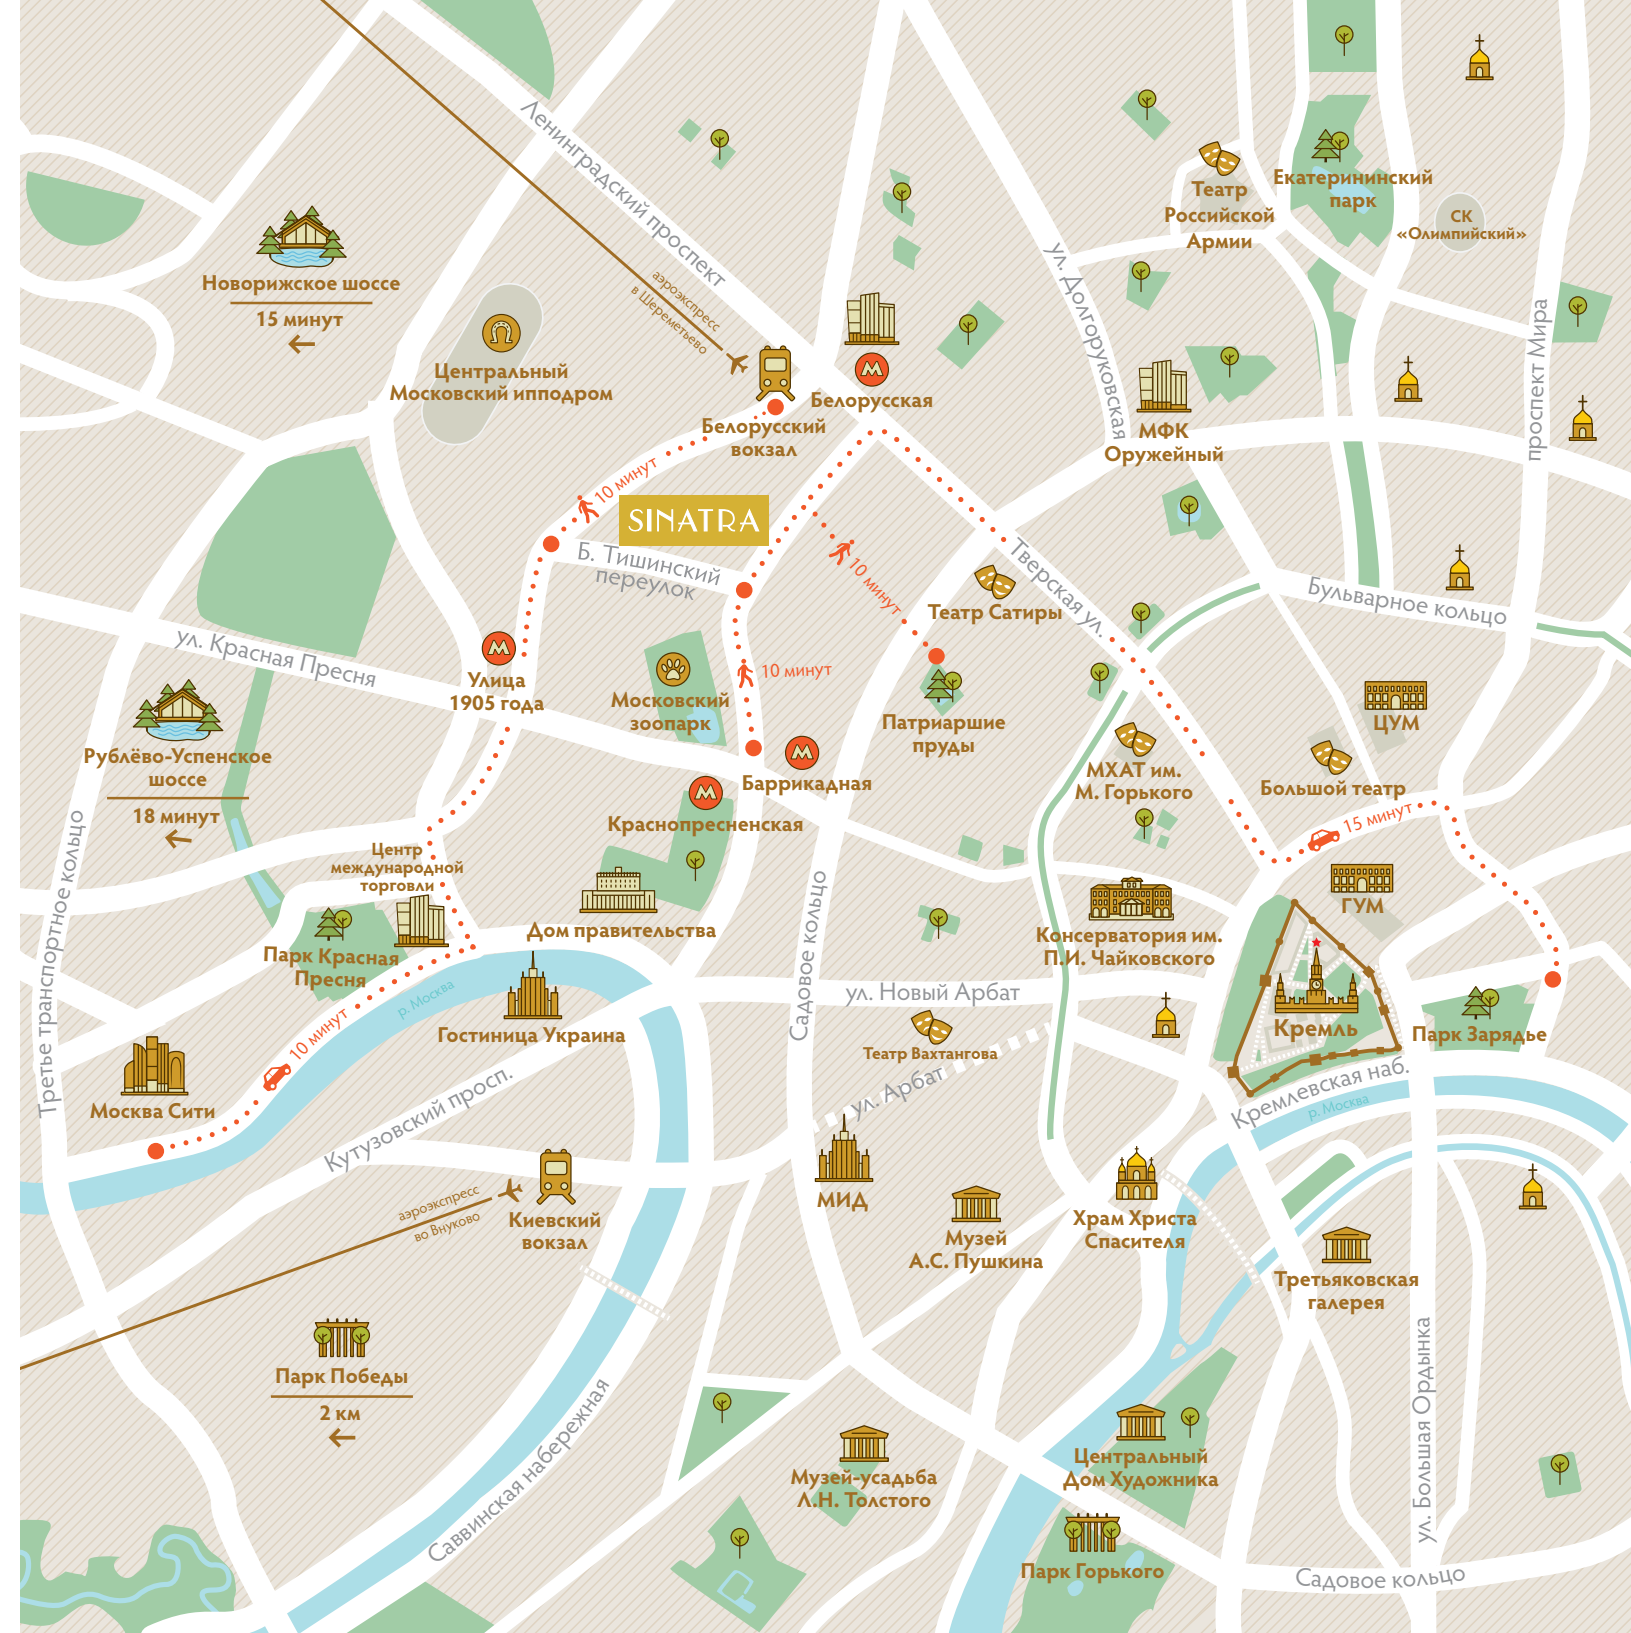 Ленинградский проспект
Екатерининский
парк
Театр
Российской
Армии
СК
«Олимпийский»
ул. Долгоруковская
Новорижское шоссе
15 минут
аэроэкспресс
в Шереметьево
проспект Мира
Центральный
Московский ипподром
Белорусская
Белорусский
вокзал
МФК
Оружейный
10 минут
SINATRA
Б. Тишинский
переулок
10 минут
Тверская ул.
Театр Сатиры
Бульварное кольцо
ул. Красная Пресня
Улица
1905 года
Московский
зоопарк
10 минут
Патриаршие
пруды
ЦУМ
Рублёво-Успенское
шоссе
18 минут
МХАТ им.
М. Горького
Большой театр
Баррикадная
Краснопресненская
15 минут
Третье транспортное кольцо
Центр
международной
торговли
Садовое кольцо
ГУМ
Дом правительства
Консерватория им.
П.И. Чайковского
Парк Красная
Пресня
р. Москва
ул. Новый Арбат
Гостиница Украина
10 минут
Кремль
Парк Зарядье
Театр Вахтангова
ул. Арбат
Кремлевская наб.
р. Москва
Москва Сити
Кутузовский просп.
МИД
аэроэкспресс
во Внуково
Киевский
вокзал
Музей
А.С. Пушкина
Храм Христа
Спасителя
Третьяковская
галерея
Парк Победы
2 км
ул. Большая Ордынка
Саввинская набережная
Музей-усадьба
Л.Н. Толстого
Центральный
Дом Художника
Парк Горького
Садовое кольцо